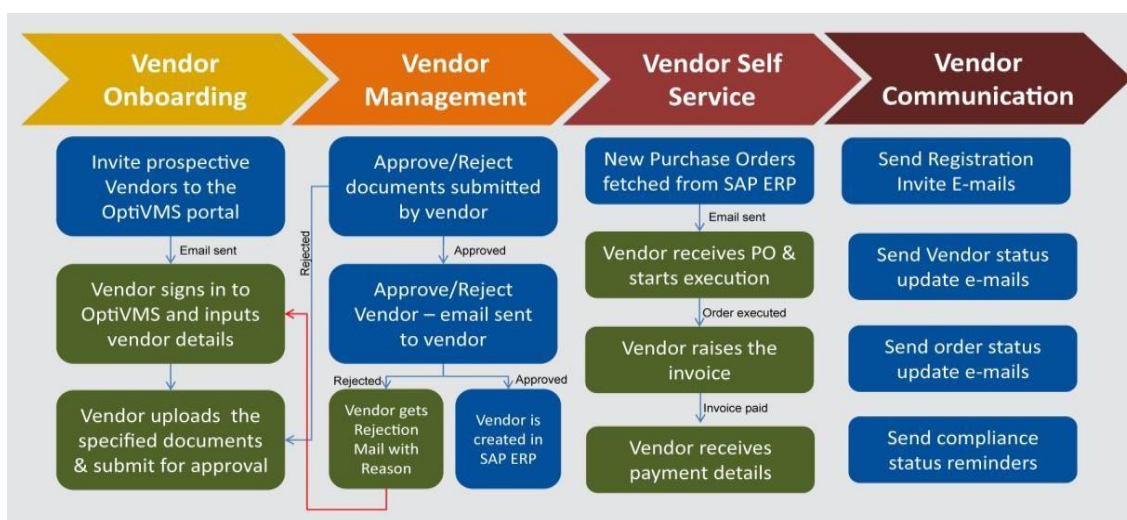 Vendor
Onboarding
Vendor
Management
Vendor Self
Service
Vendor
Communication
Invite prospective
Vendors to the
OptiVMS portal
Email sent
Vendor signs in to
OptiVMS and inputs
vendor details
Vendor uploads the
specified documents
& submit for approval
Rejected
Approve/Reject
documents submitted
by vendor
Approved
Approve/Reject
Vendor – email sent
to vendor
Rejected
Approved
Vendor gets
Rejection
Mail with
Reason
Vendor is
created in
SAP ERP
New Purchase Orders
fetched from SAP ERP
Email sent
Vendor receives PO &
starts execution
Order executed
Vendor raises the
invoice
Invoice paid
Vendor receives
payment details
Send Registration
Invite E-mails
Send Vendor status
update e-mails
Send order status
update e-mails
Send compliance
status reminders